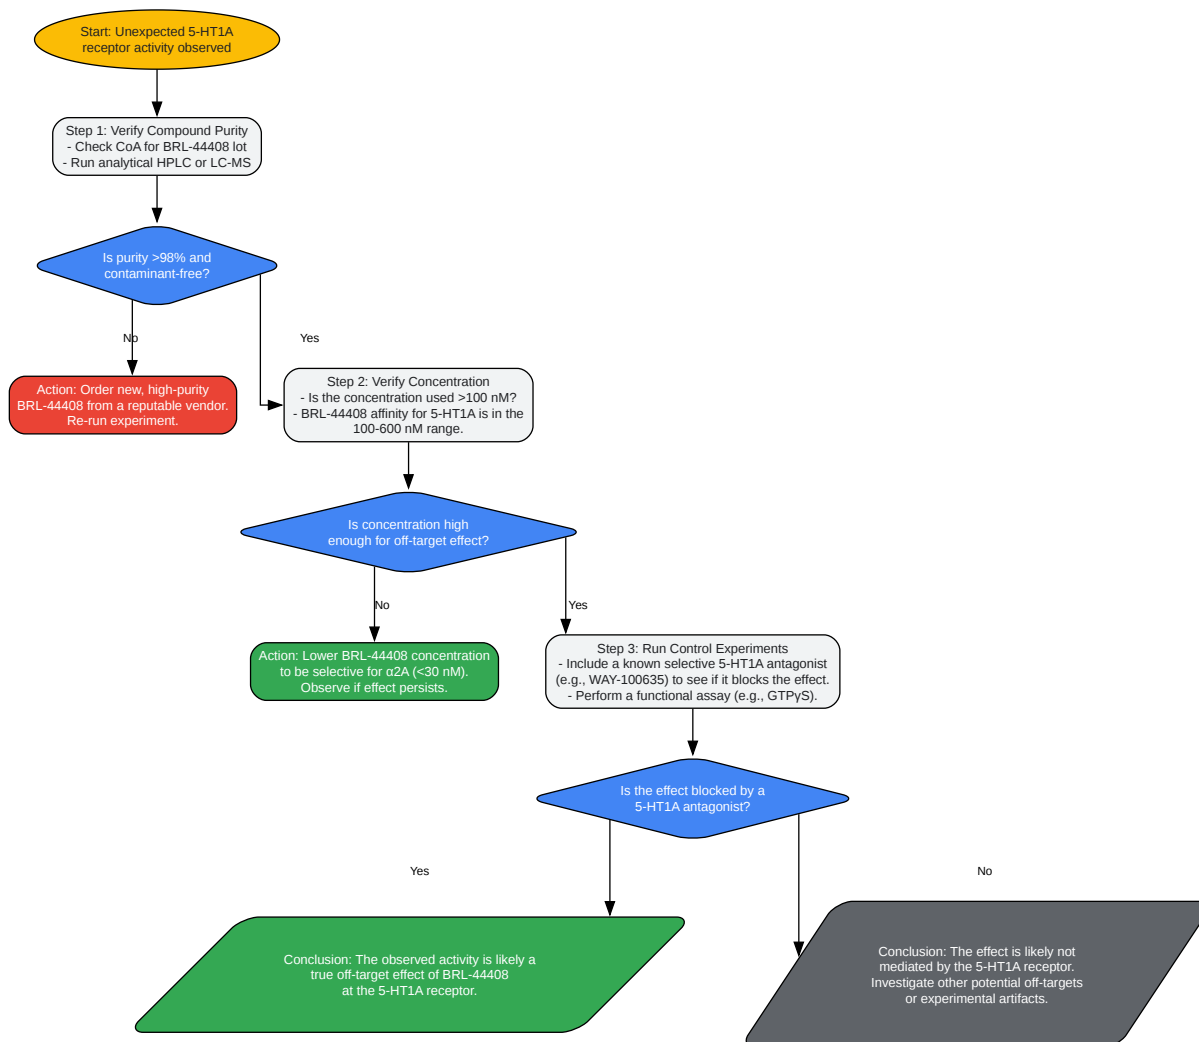 Start: Unexpected 5-HT1A
receptor activity observed
Step 1: Verify Compound Purity
- Check CoA for BRL-44408 lot
- Run analytical HPLC or LC-MS
Is purity >98% and
contaminant-free?
No
Yes
Action: Order new, high-purity
BRL-44408 from a reputable vendor.
Re-run experiment.
Step 2: Verify Concentration
- Is the concentration used >100 nM?
- BRL-44408 affinity for 5-HT1A is in the
100-600 nM range.
Is concentration high
enough for off-target effect?
No
Yes
Action: Lower BRL-44408 concentration
to be selective for α2A (<30 nM).
Observe if effect persists.
Step 3: Run Control Experiments
- Include a known selective 5-HT1A antagonist
(e.g., WAY-100635) to see if it blocks the effect.
- Perform a functional assay (e.g., GTPγS).
Is the effect blocked by a
5-HT1A antagonist?
Yes
No
Conclusion: The observed activity is likely a
true off-target effect of BRL-44408
at the 5-HT1A receptor.
Conclusion: The effect is likely not
mediated by the 5-HT1A receptor.
Investigate other potential off-targets
or experimental artifacts.